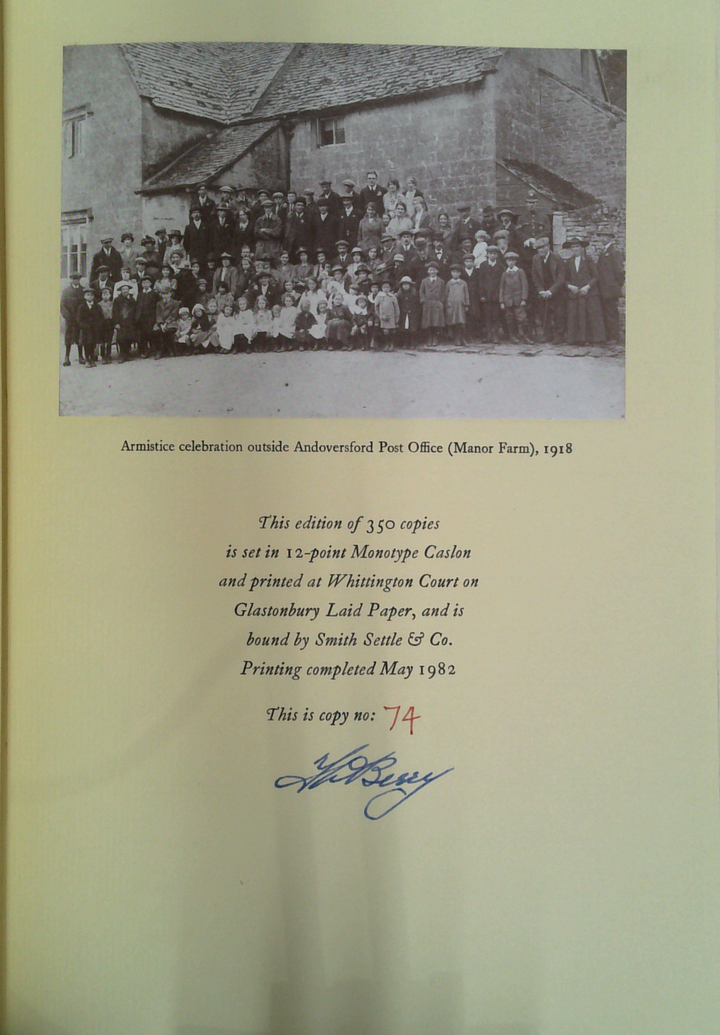 Armistice celebration outside Andoversford Post Office (Manor Farm), 1918
This edition of 350 copies
is set in 12-point Monotype Caslon
and printed at Whittington Court on
Glastonbury Laid Paper, and is
bound by Smith Settle & Co.
Printing completed May 1982
This is copy no: 74
Berry